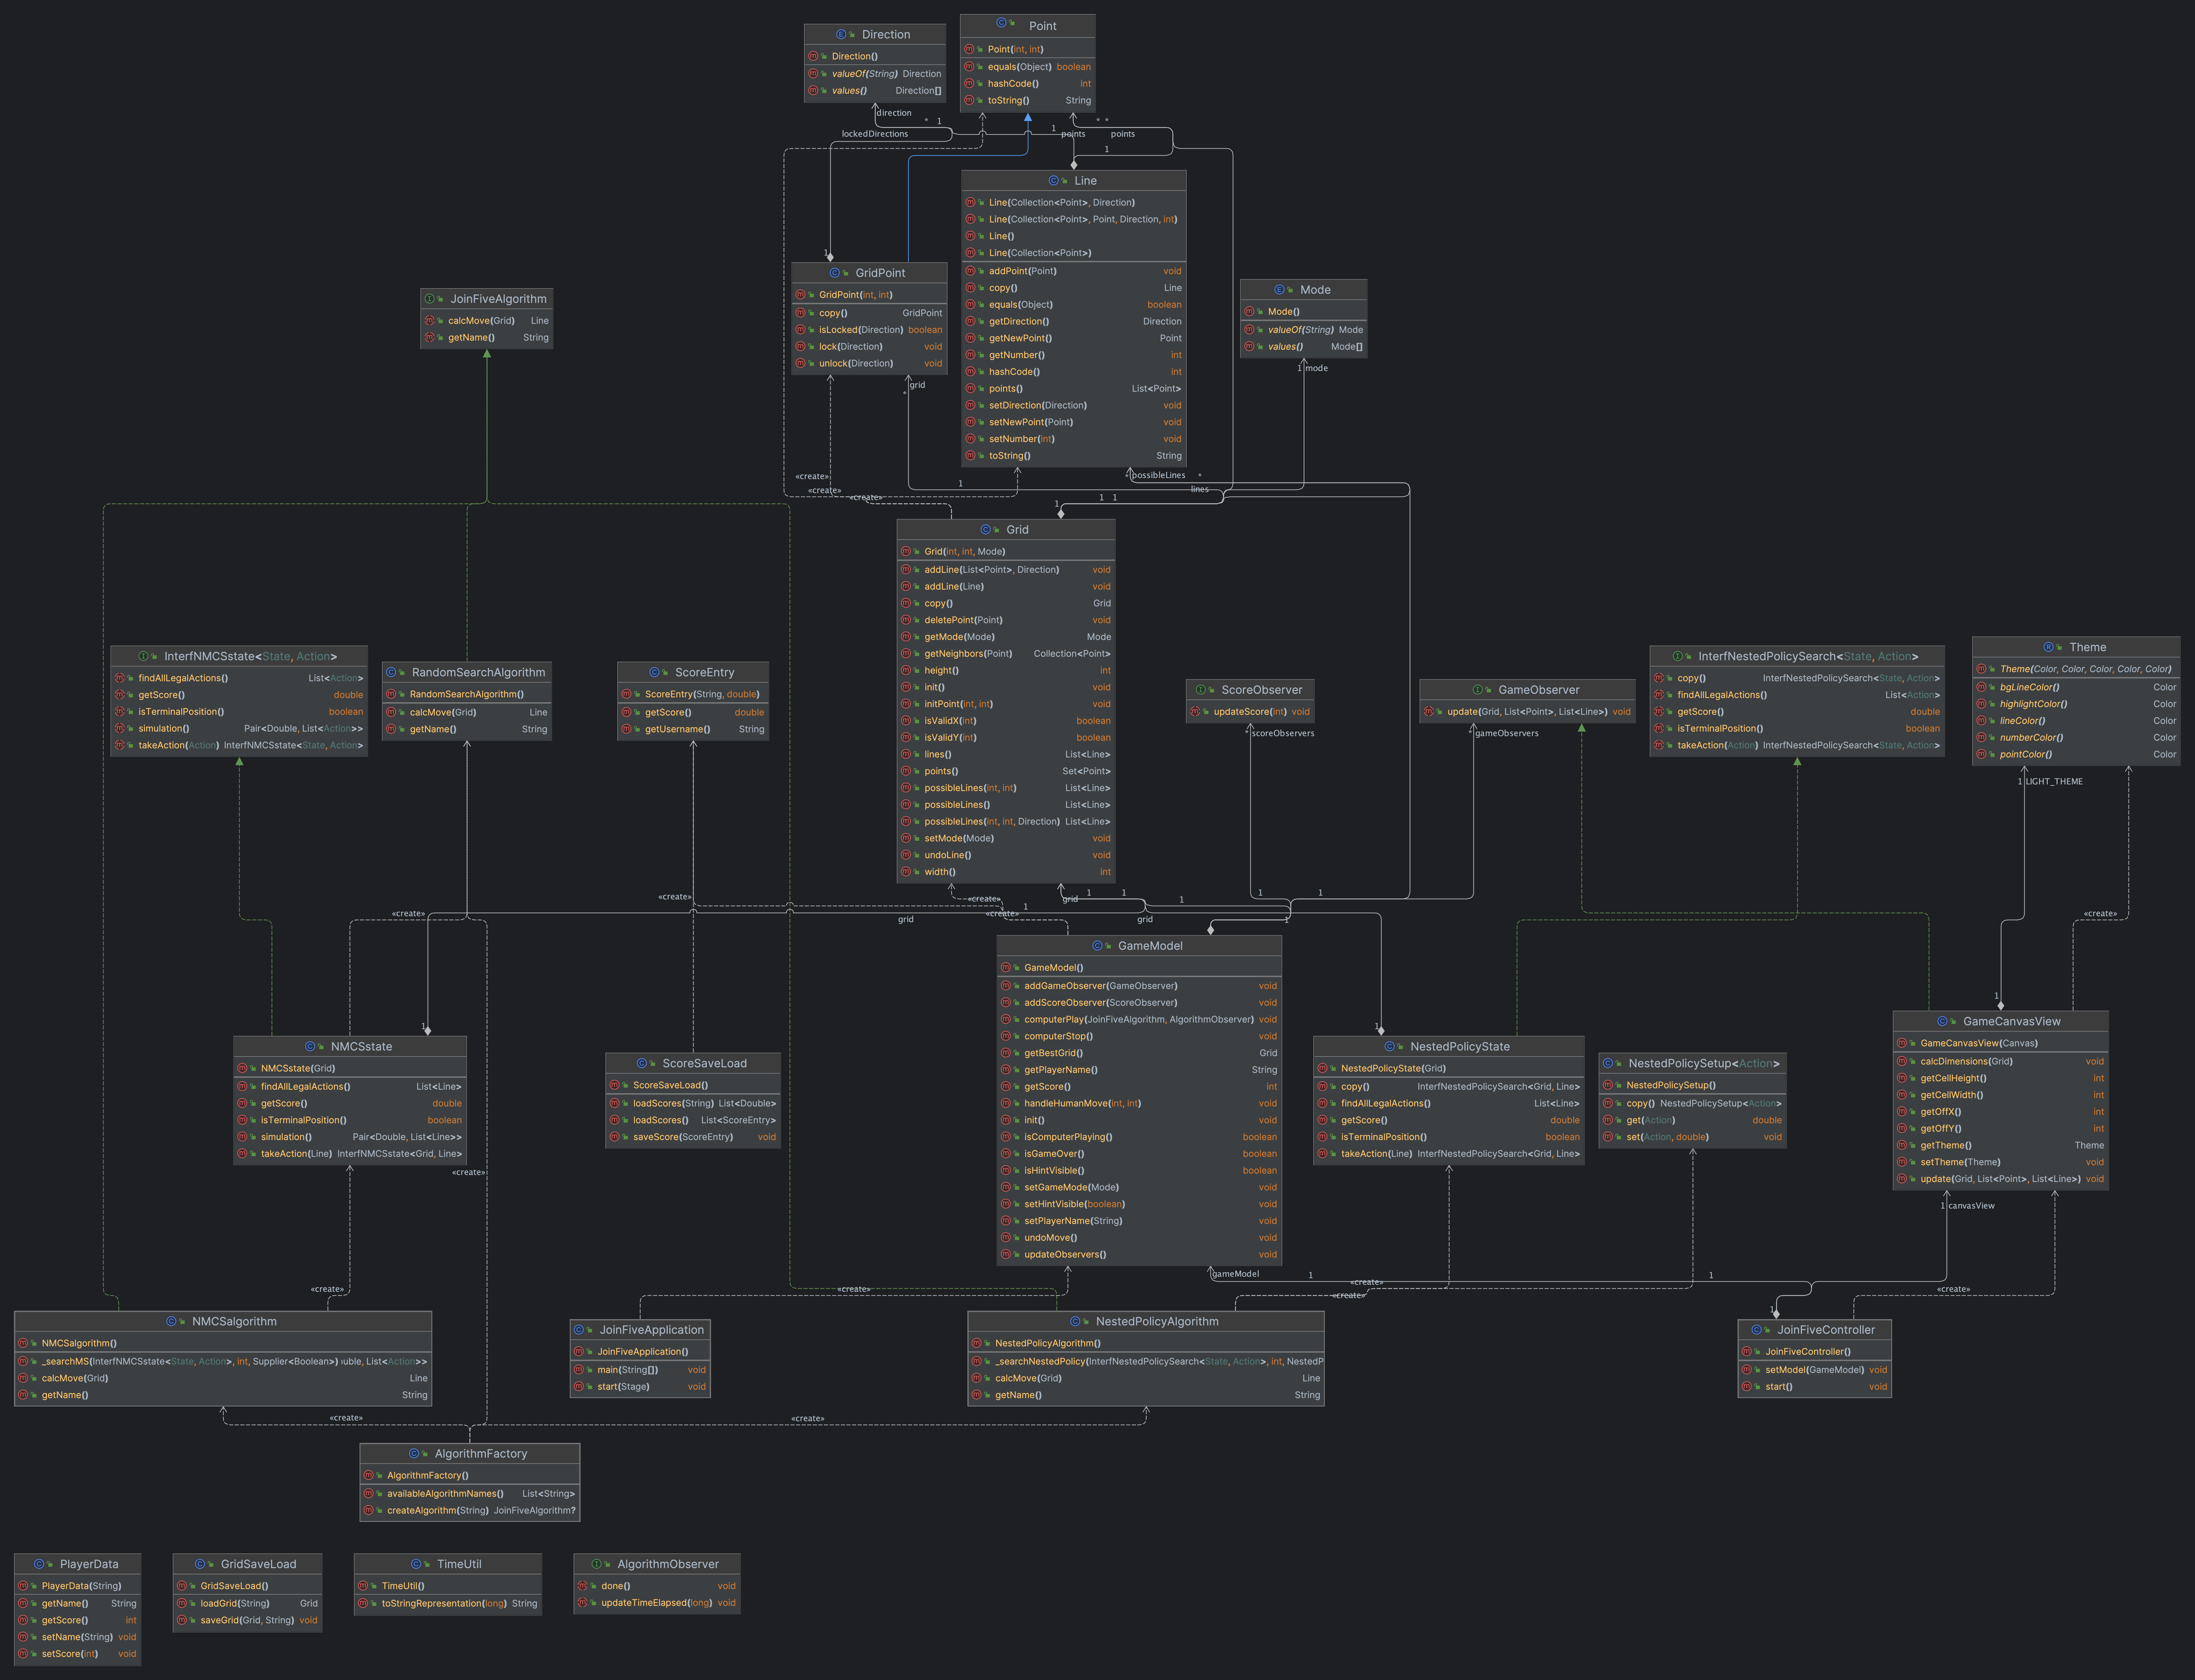 Direction
Direction()
valueOf(String) Direction
values() Direction[]
Point
Point(int, int)
equals(Object) boolean
hashCode() int
toString() String
direction
* 1
lockedDirections
1
points
* *
points
1
Line
Line(Collection<Point>, Direction)
Line(Collection<Point>, Point, Direction, int)
Line()
Line(Collection<Point>)
addPoint(Point) void
copy() Line
equals(Object) boolean
getDirection() Direction
getNewPoint() Point
getNumber() int
hashCode() int
points() List<Point>
setDirection(Direction) void
setNewPoint(Point) void
setNumber(int) void
toString() String
1
GridPoint
GridPoint(int, int)
copy() GridPoint
isLocked(Direction) boolean
lock(Direction) void
unlock(Direction) void
JoinFiveAlgorithm
calcMove(Grid) Line
getName() String
Mode
Mode()
valueOf(String) Mode
values() Mode[]
1 mode
grid
*
«create»
«create»
«create»
1
* possibleLines *
lines
1 1
1
Grid
Grid(int, int, Mode)
addLine(List<Point>, Direction) void
addLine(Line) void
copy() Grid
deletePoint(Point) void
getMode(Mode) Mode
getNeighbors(Point) Collection<Point>
height() int
init() void
initPoint(int, int) void
isValidX(int) boolean
isValidY(int) boolean
lines() List<Line>
points() Set<Point>
possibleLines(int, int) List<Line>
possibleLines() List<Line>
possibleLines(int, int, Direction) List<Line>
setMode(Mode) void
undoLine() void
width() int
InterfNMCSstate<State, Action>
findAllLegalActions() List<Action>
getScore() double
isTerminalPosition() boolean
simulation() Pair<Double, List<Action>>
takeAction(Action) InterfNMCSstate<State, Action>
RandomSearchAlgorithm
RandomSearchAlgorithm()
calcMove(Grid) Line
getName() String
ScoreEntry
ScoreEntry(String, double)
getScore() double
getUsername() String
ScoreObserver
updateScore(int) void
* scoreObservers
GameObserver
update(Grid, List<Point>, List<Line>) void
* gameObservers
InterfNestedPolicySearch<State, Action>
copy() InterfNestedPolicySearch<State, Action>
findAllLegalActions() List<Action>
getScore() double
isTerminalPosition() boolean
takeAction(Action) InterfNestedPolicySearch<State, Action>
Theme
Theme(Color, Color, Color, Color, Color)
bgLineColor() Color
highlightColor() Color
lineColor() Color
numberColor() Color
pointColor() Color
1 LIGHT_THEME
«create»
«create»
«create»
«create»
grid
grid
grid
1
1
1
1
1
1
1
«create»
GameModel
GameModel()
addGameObserver(GameObserver) void
addScoreObserver(ScoreObserver) void
computerPlay(JoinFiveAlgorithm, AlgorithmObserver) void
computerStop() void
getBestGrid() Grid
getPlayerName() String
getScore() int
handleHumanMove(int, int) void
init() void
isComputerPlaying() boolean
isGameOver() boolean
isHintVisible() boolean
setGameMode(Mode) void
setHintVisible(boolean) void
setPlayerName(String) void
undoMove() void
updateObservers() void
1
NMCSstate
NMCSstate(Grid)
findAllLegalActions() List<Line>
getScore() double
isTerminalPosition() boolean
simulation() Pair<Double, List<Line>>
takeAction(Line) InterfNMCSstate<Grid, Line>
ScoreSaveLoad
ScoreSaveLoad()
loadScores(String) List<Double>
loadScores() List<ScoreEntry>
saveScore(ScoreEntry) void
1
NestedPolicyState
NestedPolicyState(Grid)
copy() InterfNestedPolicySearch<Grid, Line>
findAllLegalActions() List<Line>
getScore() double
isTerminalPosition() boolean
takeAction(Line) InterfNestedPolicySearch<Grid, Line>
NestedPolicySetup<Action>
NestedPolicySetup()
copy() NestedPolicySetup<Action>
get(Action) double
set(Action, double) void
1
GameCanvasView
GameCanvasView(Canvas)
calcDimensions(Grid) void
getCellHeight() int
getCellWidth() int
getOffX() int
getOffY() int
getTheme() Theme
setTheme(Theme) void
update(Grid, List<Point>, List<Line>) void
1 canvasView
«create»
«create»
«create»
gameModel
1
1
«create»
«create»
«create»
1
NMCSalgorithm
NMCSalgorithm()
_searchMS(InterfNMCSstate<State, Action>, int, Supplier<Boolean>) ouble, List<Action>>
calcMove(Grid) Line
getName() String
JoinFiveApplication
JoinFiveApplication()
main(String[]) void
start(Stage) void
NestedPolicyAlgorithm
NestedPolicyAlgorithm()
_searchNestedPolicy(InterfNestedPolicySearch<State, Action>, int, NestedP
calcMove(Grid) Line
getName() String
JoinFiveController
JoinFiveController()
setModel(GameModel) void
start() void
«create»
«create»
AlgorithmFactory
AlgorithmFactory()
availableAlgorithmNames() List<String>
createAlgorithm(String) JoinFiveAlgorithm?
PlayerData
PlayerData(String)
getName() String
getScore() int
setName(String) void
setScore(int) void
GridSaveLoad
GridSaveLoad()
loadGrid(String) Grid
saveGrid(Grid, String) void
TimeUtil
TimeUtil()
toStringRepresentation(long) String
AlgorithmObserver
done() void
updateTimeElapsed(long) void